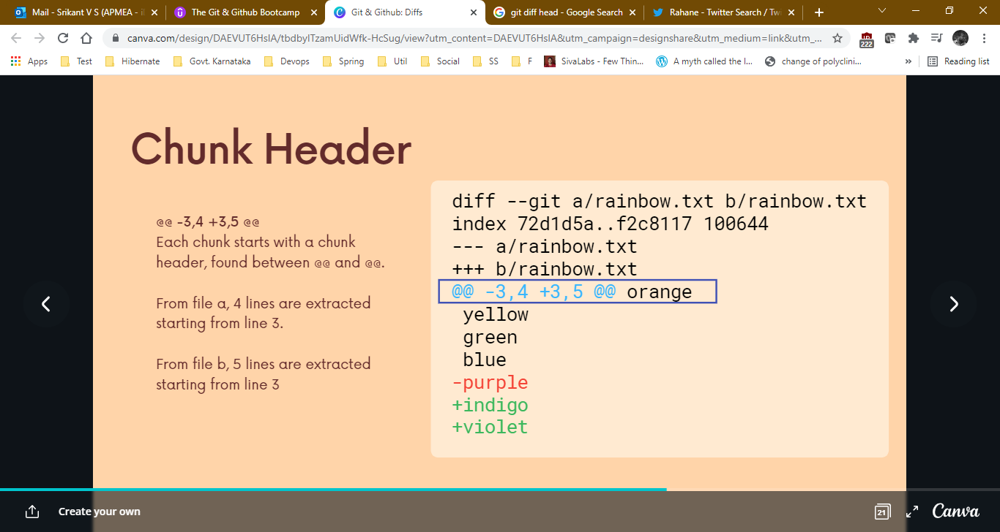 Mail - Srikant V S (APMEA -
The Git & Github Bootcamp
Git & Github: Diffs
git diff head - Google Search
Rahane - Twitter Search / Tw
canva.com/design/DAEVUT6HsIA/tbdbyITzamUidWfk-HcSug/view?utm_content=DAEVUT6HsIA&utm_campaign=designshare&utm_medium=link&utm_...
222
Apps
Test
Hibernate
Govt. Karnataka
Devops
Spring
Util
Social
SS
F
SivaLabs - Few Thin...
A myth called the I...
change of polyclini...
»
Reading list
Chunk Header
@@ -3,4 +3,5 @@
Each chunk starts with a chunk
header, found between @@ and @@.
From file a, 4 lines are extracted
starting from line 3.
From file b, 5 lines are extracted
starting from line 3
diff --git a/rainbow.txt b/rainbow.txt
index 72d1d5a..f2c8117 100644
--- a/rainbow.txt
+++ b/rainbow.txt
@@ -3,4 +3,5 @@ orange
yellow
green
blue
-purple
+indigo
+violet
Create your own
21
Canva